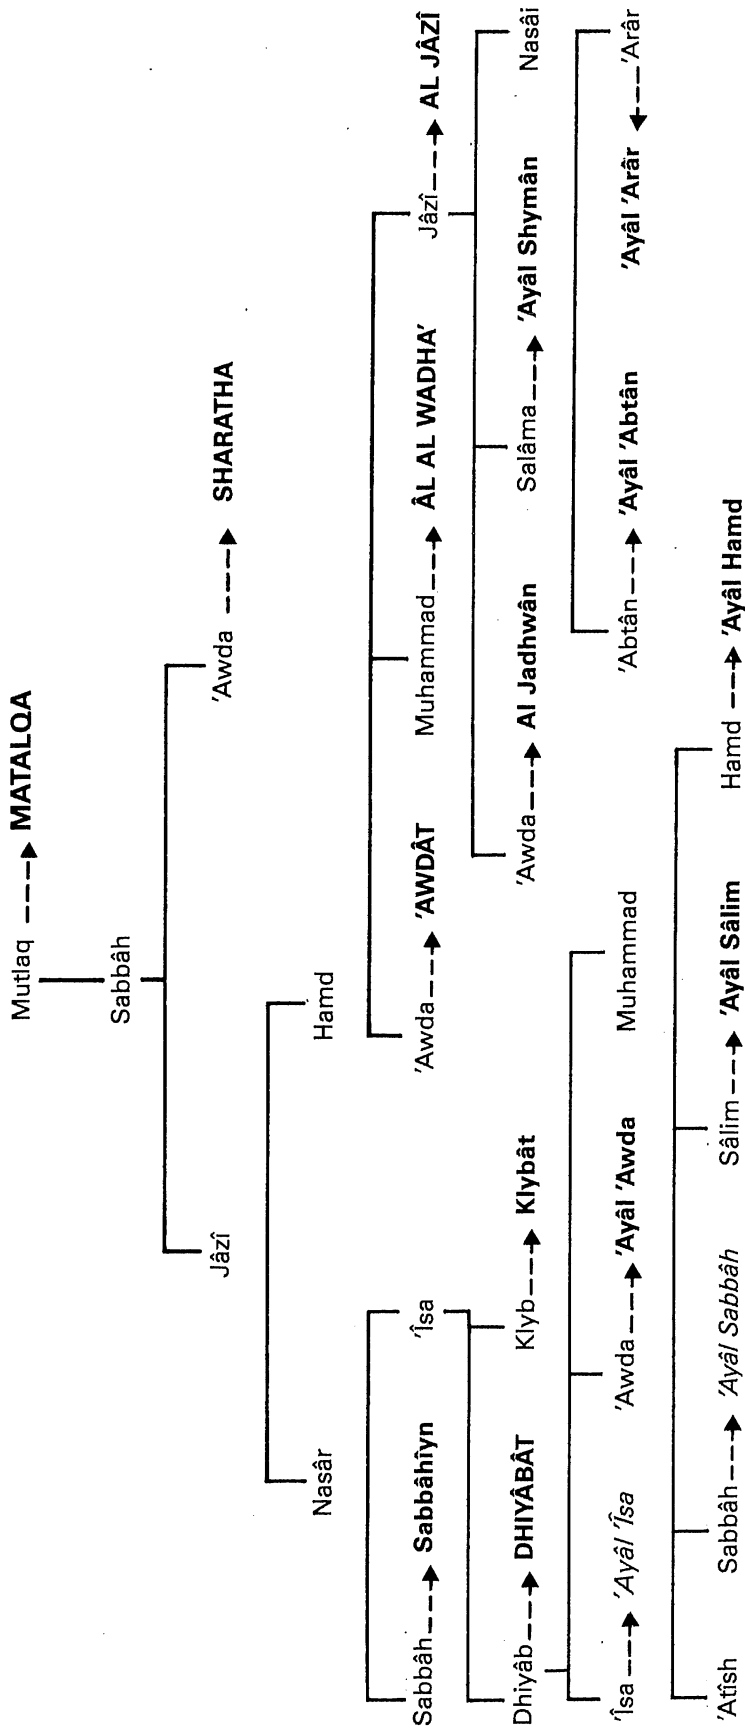 Mutlaq ---→ MATALQA
Sabbâh
Jâzî 'Awda ---→ SHARATHA
Nasâr Hamd
Sabbâh ---→ Sabbâhîyn 'Îsa 'Awda ---→ 'AWDÂT Muhammad ---→ ÂL AL WADHA' Jâzî ---→ AL JÂZÎ
Dhiyâb ---→ DHIYÂBÂT Klyb ---→ Klybât 'Awda ---→ Al Jadhwân Salâma ---→ 'Ayâl Shymân Nasâi
'Îsa ---→ 'Ayâl 'Îsa 'Awda ---→ 'Ayâl 'Awda Muhammad 'Abtân ---→ 'Ayâl 'Abtân 'Ayâl 'Arâr ←--- 'Arâr
'Atîsh Sabbâh ---→ 'Ayâl Sabbâh Sâlim ---→ 'Ayâl Sâlim Hamd ---→ 'Ayâl Hamd